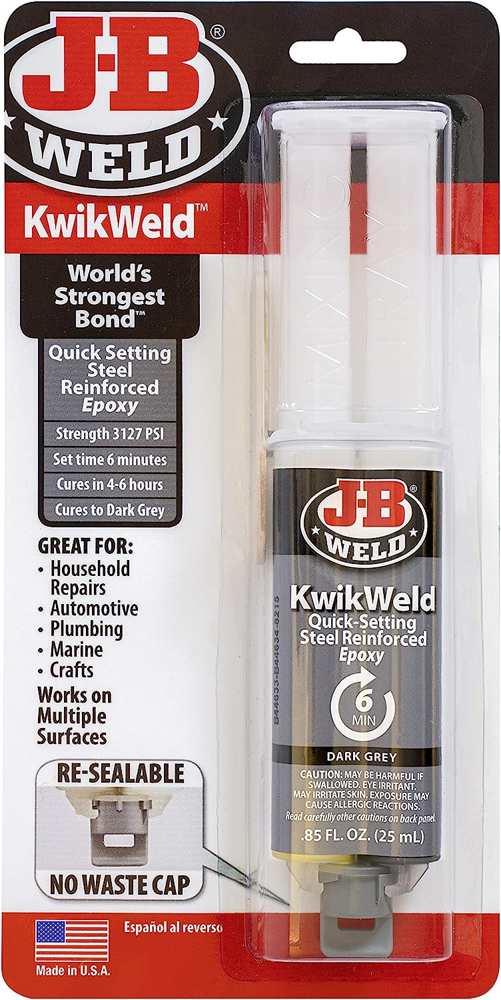 J-B
®
WELD
KwikWeld™
World's
Strongest
Bond™
Quick Setting
Steel
Reinforced
Epoxy
Strength 3127 PSI
Set time 6 minutes
Cures in 4-6 hours
Cures to Dark Grey
GREAT FOR:
• Household
Repairs
• Automotive
• Plumbing
• Marine
• Crafts
Works on
Multiple
Surfaces
RE-SEALABLE
NO WASTE CAP
Made in U.S.A.
Español al reverso
MIXING
TRAY
J-B
®
WELD
KwikWeld
Quick-Setting
Steel Reinforced
Epoxy
6
MIN
DARK GREY
CAUTION: MAY BE HARMFUL IF
SWALLOWED. EYE IRRITANT.
MAY IRRITATE SKIN. EXPOSURE MAY
CAUSE ALLERGIC REACTIONS.
Read carefully other cautions on back panel.
.85 FL. OZ. (25 mL)
B44633-B44634-8215